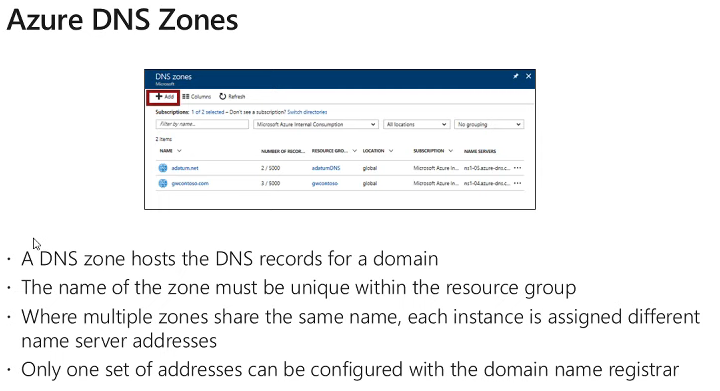 Azure DNS Zones
DNS zones
Microsoft
Add Columns Refresh
Subscriptions: 1 of 2 selected – Don't see a subscription? Switch directories
Filter by name... Microsoft Azure Internal Consumption All locations No grouping
2 items
NAME NUMBER OF RECOR... RESOURCE GRO... LOCATION SUBSCRIPTION NAME SERVERS
adatum.net 2 / 5000 adatumDNS global Microsoft Azure In... ns1-05.azure-dns.c... •••
gwcontoso.com 3 / 5000 gwcontoso global Microsoft Azure In... ns1-04.azure-dns.c... •••
· A DNS zone hosts the DNS records for a domain
· The name of the zone must be unique within the resource group
· Where multiple zones share the same name, each instance is assigned different
name server addresses
· Only one set of addresses can be configured with the domain name registrar